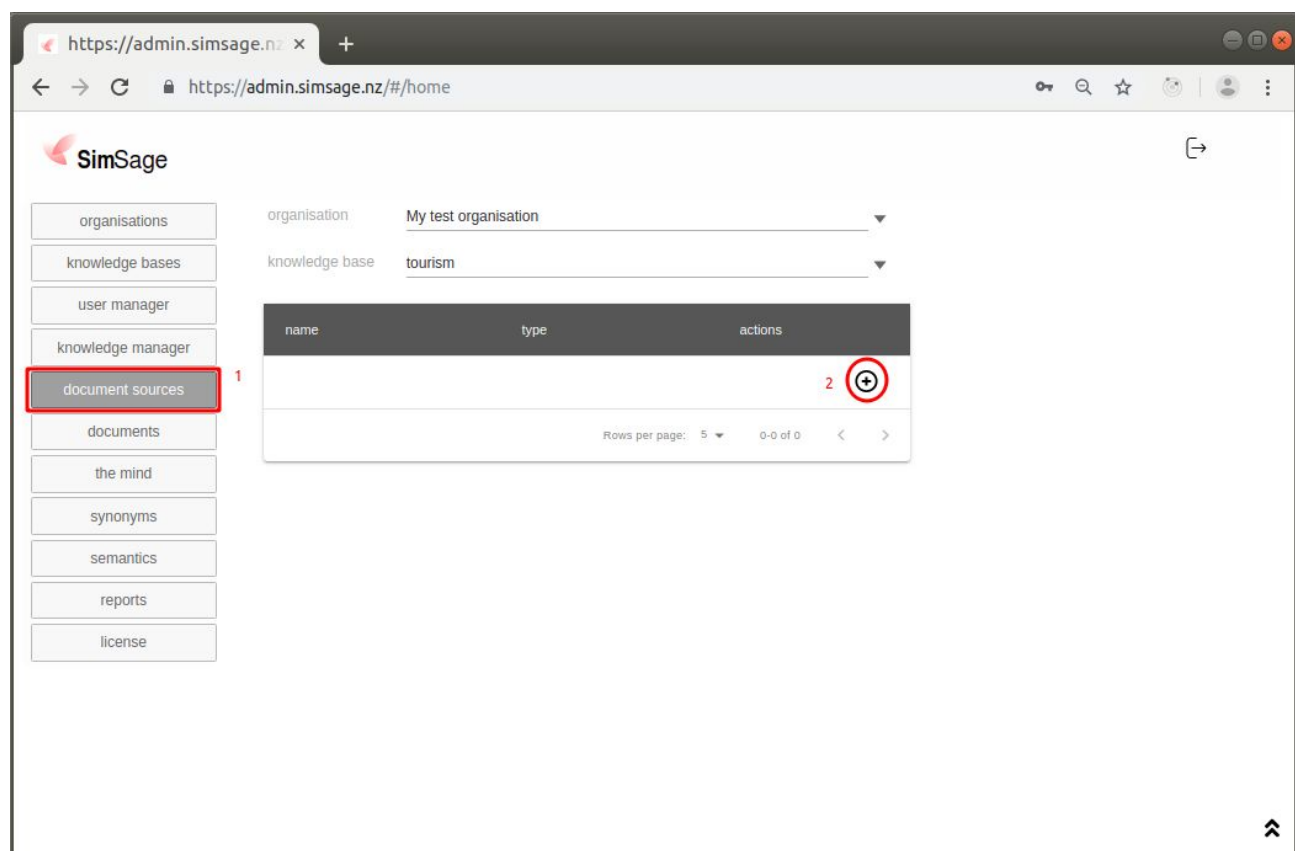 https://admin.simsage.nz
https://admin.simsage.nz/#/home
SimSage
organisations
knowledge bases
user manager
knowledge manager
document sources
1
documents
the mind
synonyms
semantics
reports
license
organisation My test organisation
knowledge base tourism
name type actions
2
Rows per page: 5 0-0 of 0